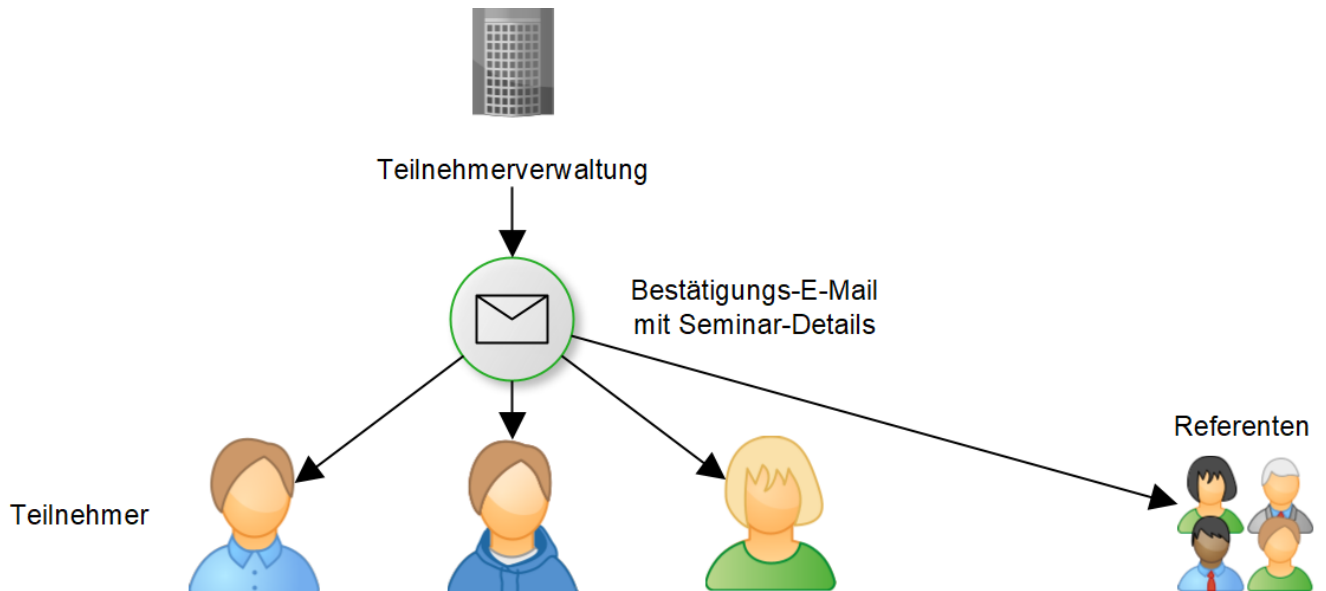 Teilnehmerverwaltung
Bestätigungs-E-Mail
mit Seminar-Details
Referenten
Teilnehmer